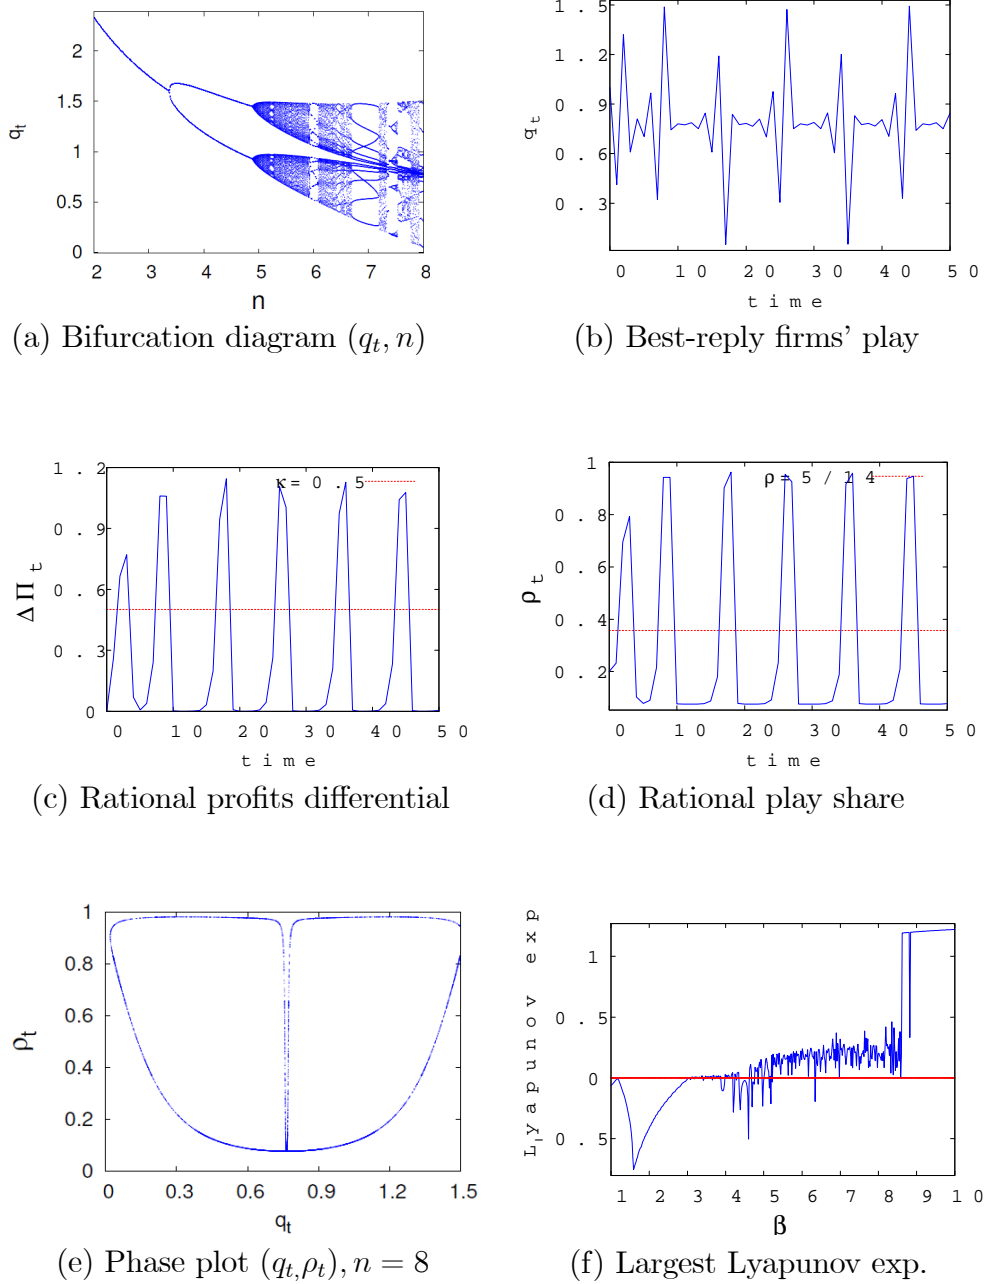 2
1.5
1
0.5
0
q_t
2 3 4 5 6 7 8
n
(a) Bifurcation diagram (q_t, n)
1.5
1.2
0.9
0.6
0.3
q_t
0 10 20 30 40 50
time
(b) Best-reply firms' play
1.2
0.9
0.6
0.3
0
ΔΠ_t
κ=0.5
0 10 20 30 40 50
time
(c) Rational profits differential
1
0.8
0.6
0.4
0.2
ρ_t
ρ=5/14
0 10 20 30 40 50
time
(d) Rational play share
1
0.8
0.6
0.4
0.2
0
ρ_t
0 0.3 0.6 0.9 1.2 1.5
q_t
(e) Phase plot (q_t,ρ_t), n = 8
1
0.5
0
0.5
Lyapunov exp
1 2 3 4 5 6 7 8 9 10
β
(f) Largest Lyapunov exp.